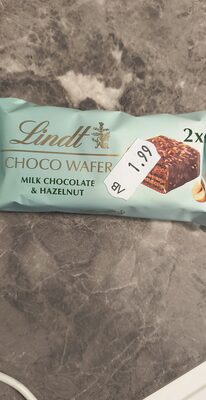 Lindt
2x
CHOCO WAFER
MILK CHOCOLATE
& HAZELNUT
1.99